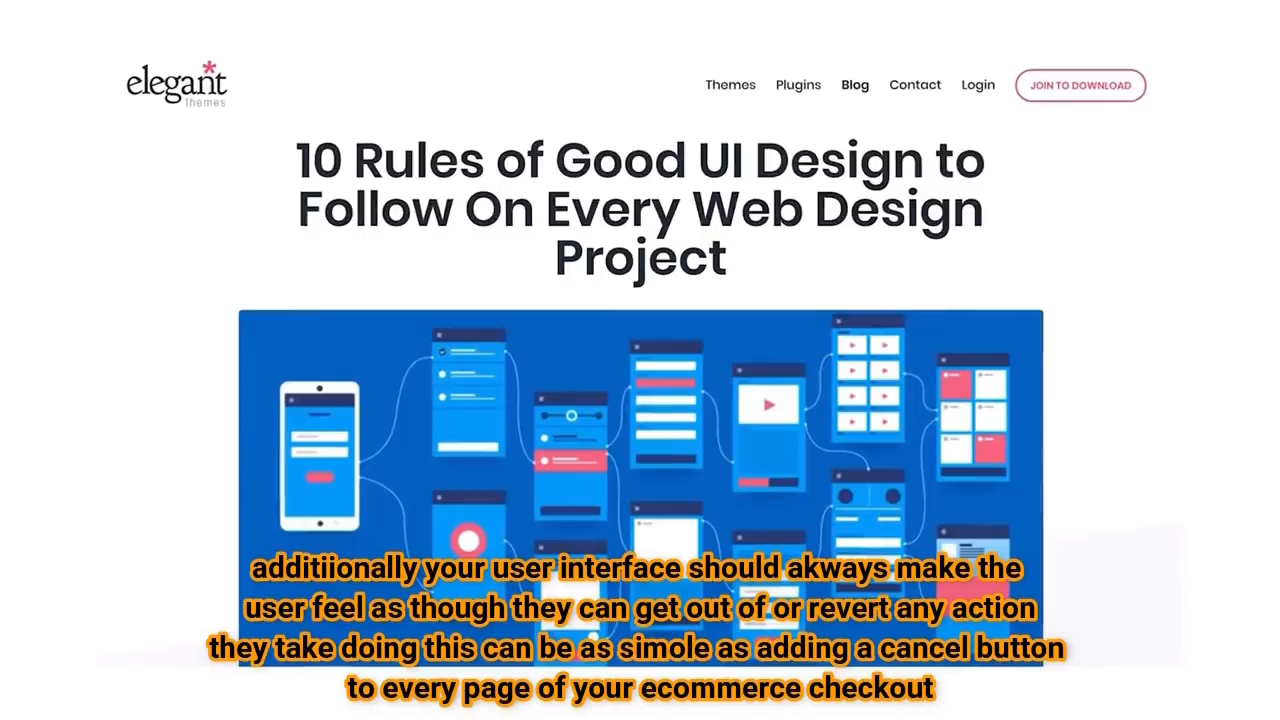 elegant
themes
Themes Plugins Blog Contact Login JOIN TO DOWNLOAD
10 Rules of Good UI Design to
Follow On Every Web Design
Project
additiionally your user interface should akways make the
user feel as though they can get out of or revert any action
they take doing this can be as simole as adding a cancel button
to every page of your ecommerce checkout